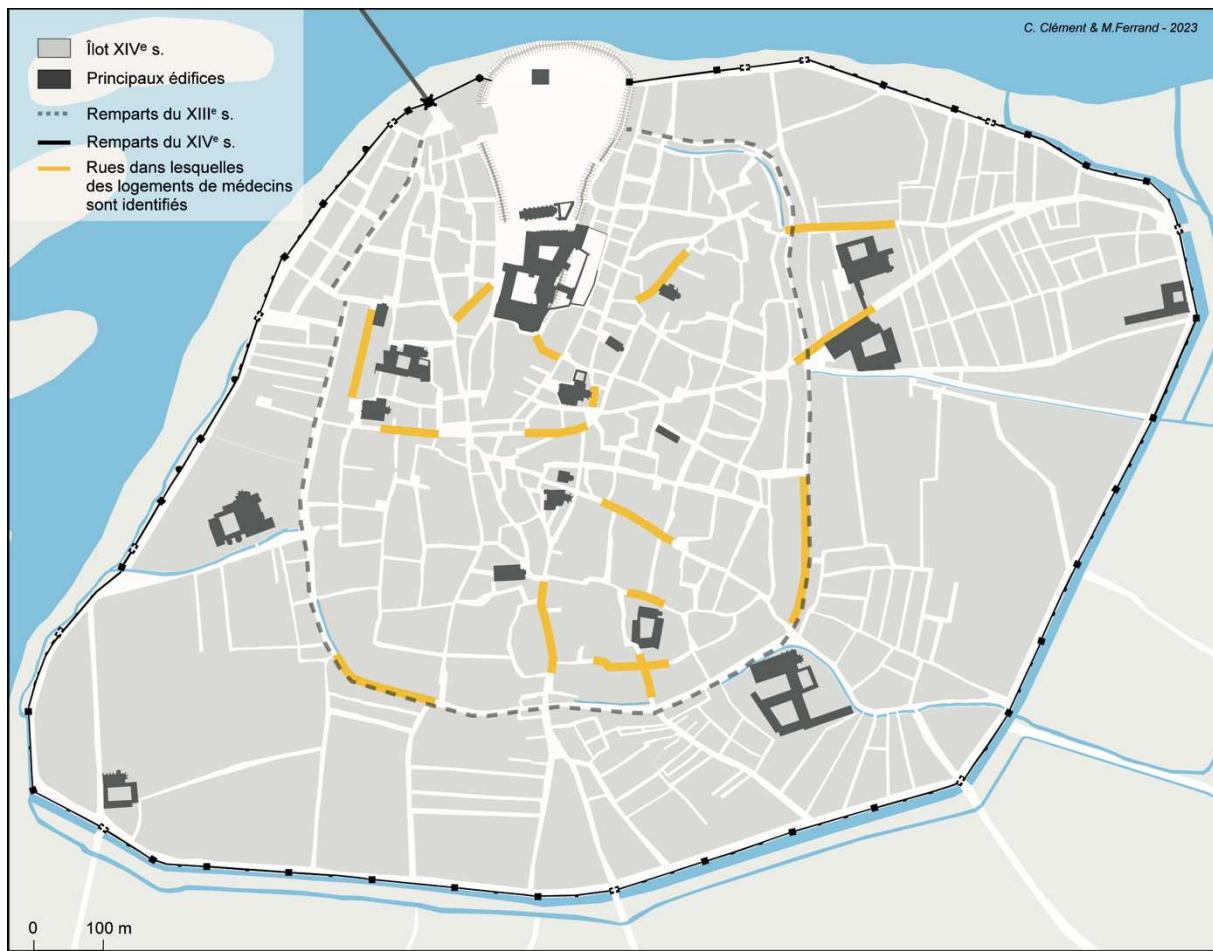 C. Clément & M.Ferrand - 2023
Îlot XIVᵉ s.
Principaux édifices
Remparts du XIIIᵉ s.
Remparts du XIVᵉ s.
Rues dans lesquelles
des logements de médecins
sont identifiés
0 100 m